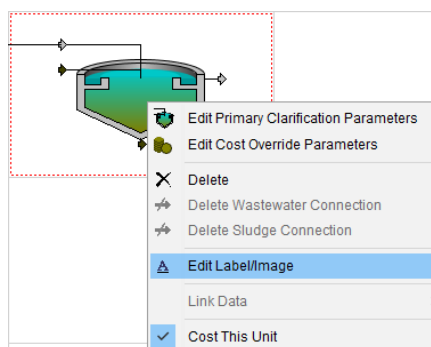 Edit Primary Clarification Parameters
Edit Cost Override Parameters
Delete
Delete Wastewater Connection
Delete Sludge Connection
A Edit Label/Image
Link Data
Cost This Unit